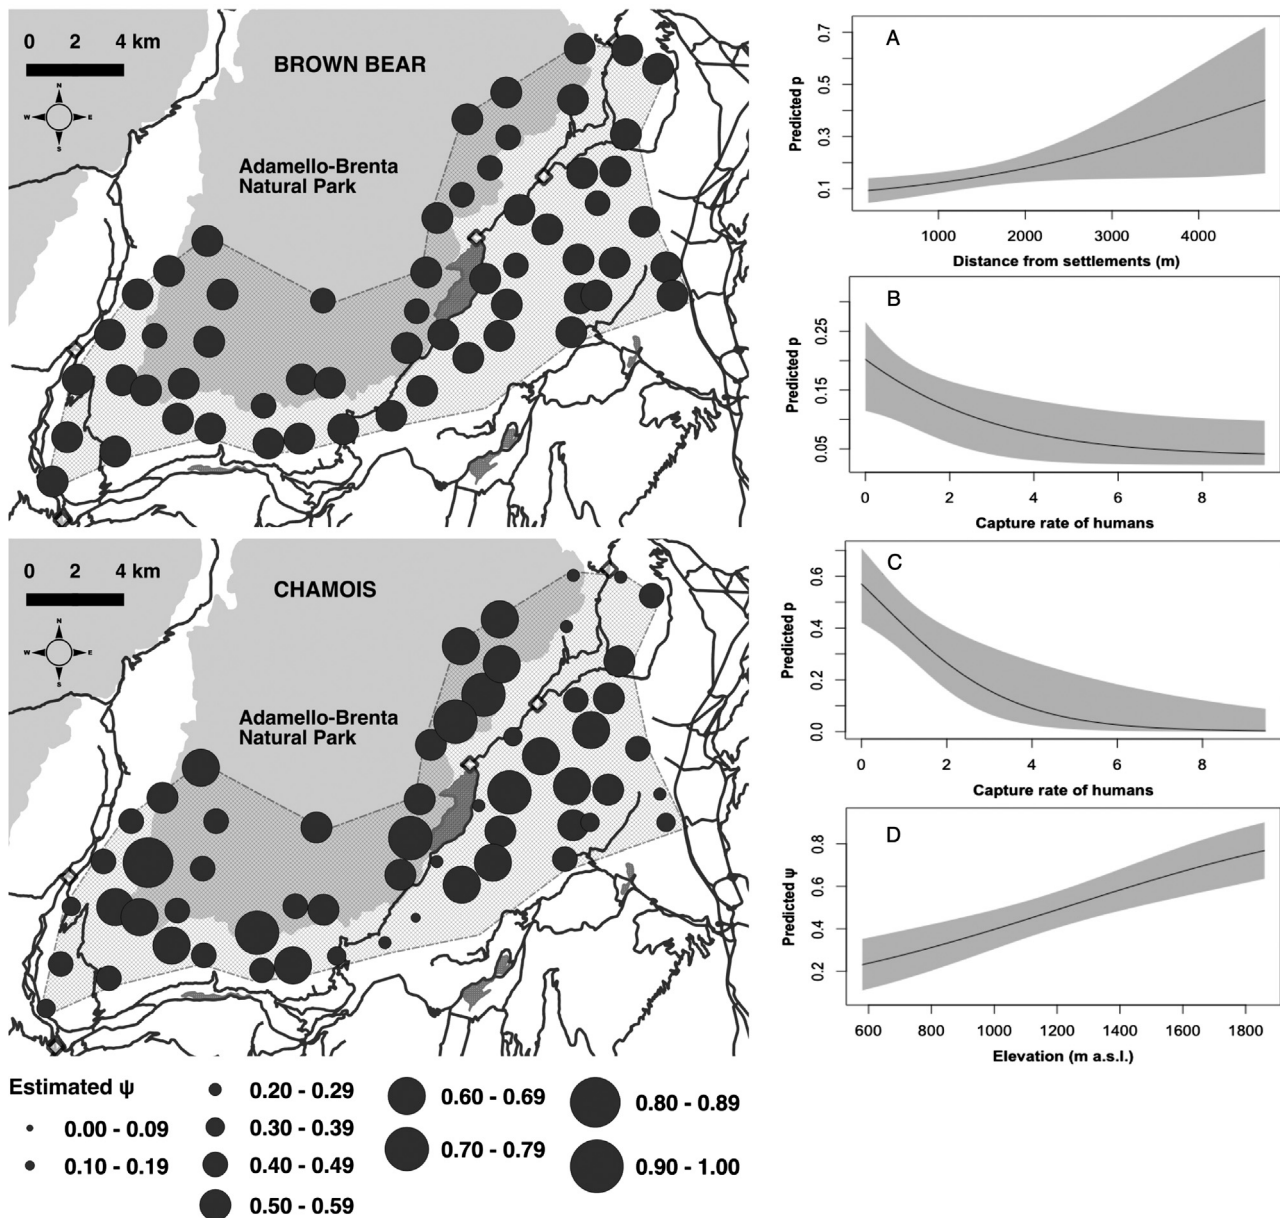 0 2 4 km
BROWN BEAR
N
W E
S
Adamello-Brenta
Natural Park
0 2 4 km
CHAMOIS
N
W E
S
Adamello-Brenta
Natural Park
Estimated ψ
0.00 - 0.09
0.10 - 0.19
0.20 - 0.29
0.30 - 0.39
0.40 - 0.49
0.50 - 0.59
0.60 - 0.69
0.70 - 0.79
0.80 - 0.89
0.90 - 1.00
A
Predicted p
0.7
0.5
0.3
0.1
1000 2000 3000 4000
Distance from settlements (m)
B
Predicted p
0.25
0.15
0.05
0 2 4 6 8
Capture rate of humans
C
Predicted p
0.6
0.4
0.2
0.0
0 2 4 6 8
Capture rate of humans
D
Predicted ψ
0.8
0.6
0.4
0.2
600 800 1000 1200 1400 1600 1800
Elevation (m a.s.l.)